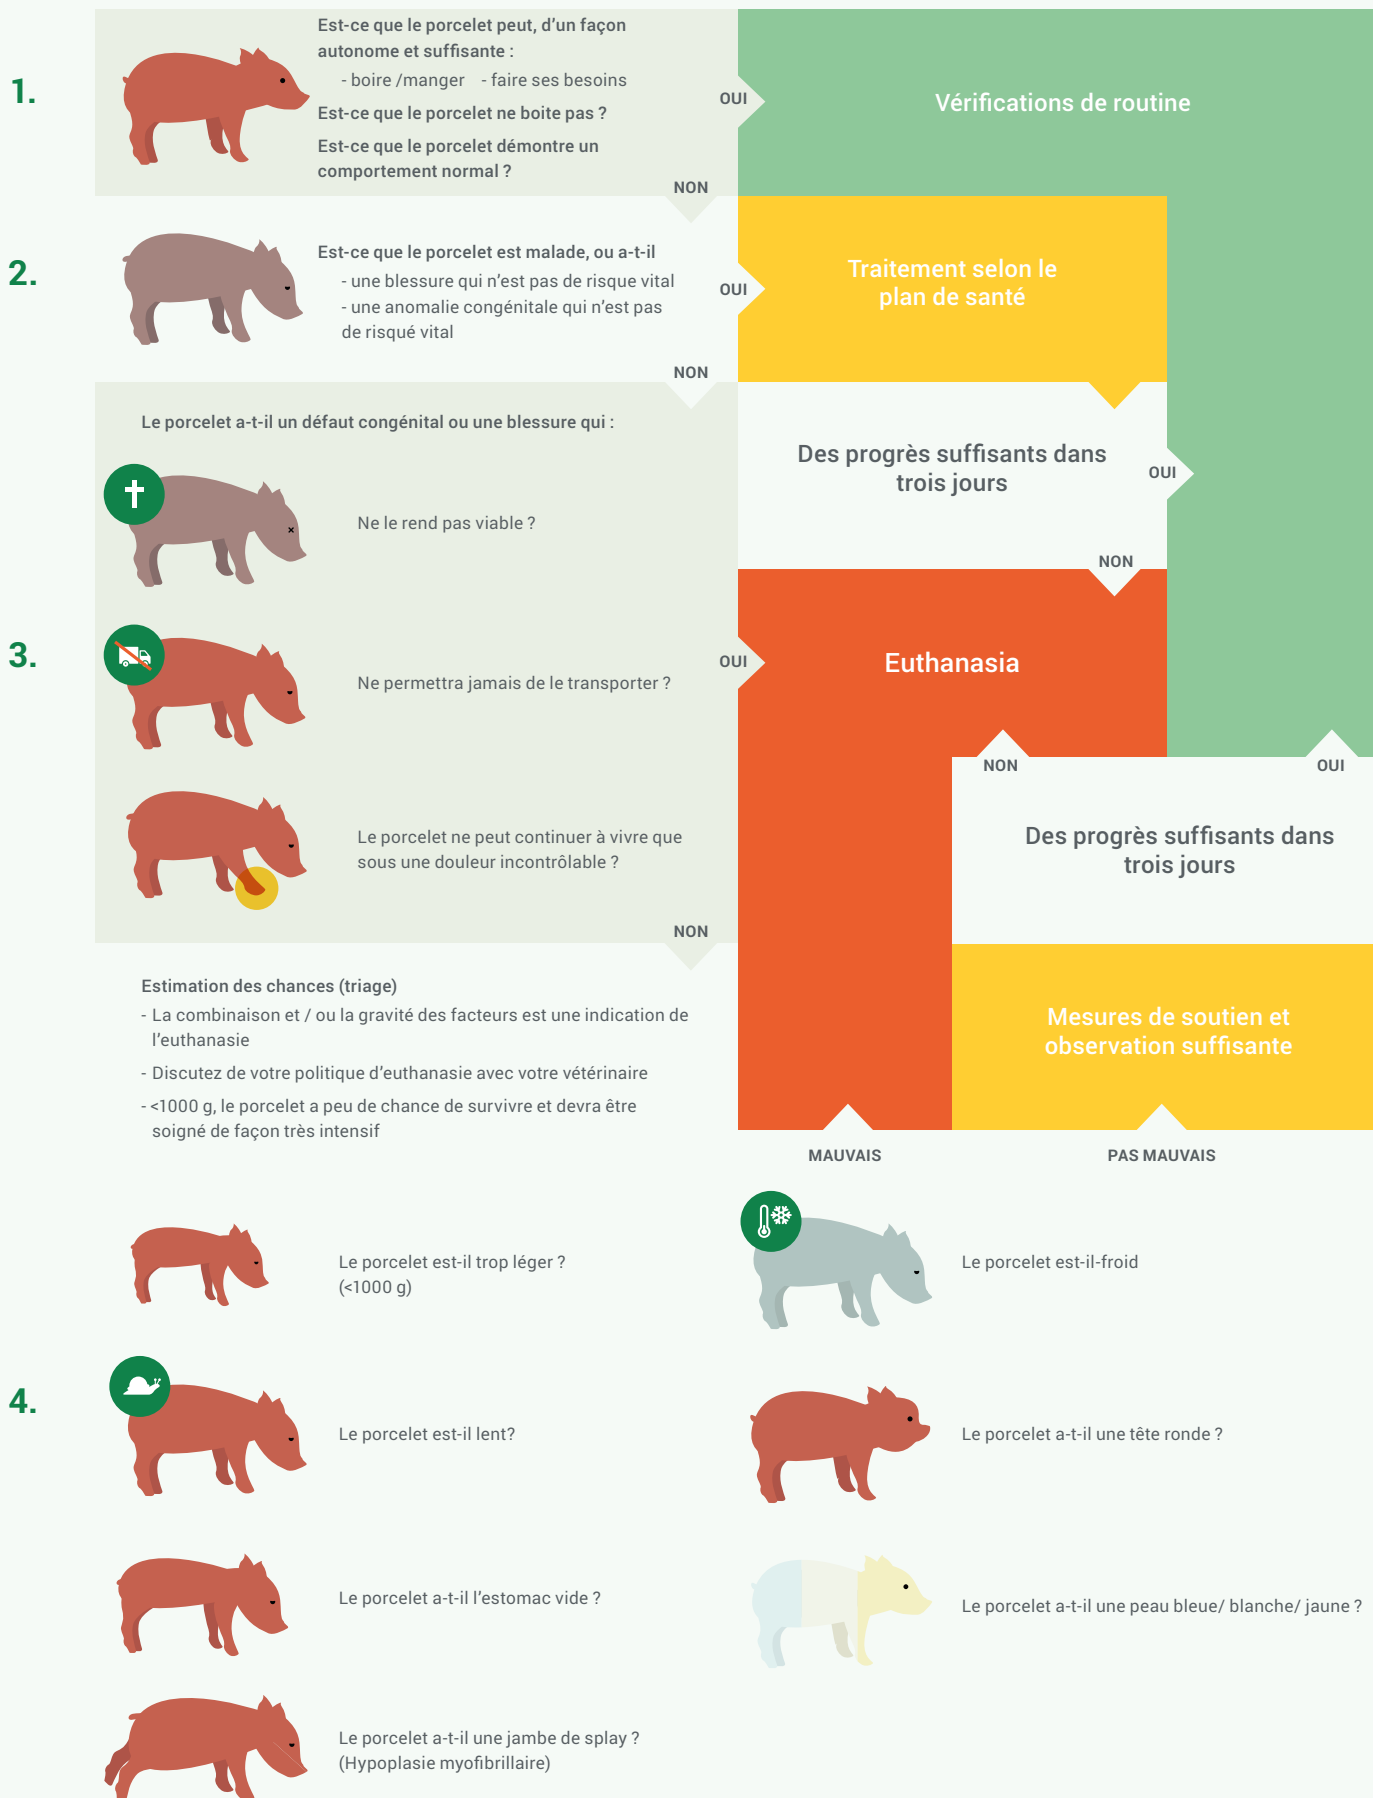 1.
Est-ce que le porcelet peut, d'un façon
autonome et suffisante :
- boire /manger - faire ses besoins
Est-ce que le porcelet ne boite pas ?
Est-ce que le porcelet démontre un
comportement normal ?
OUI
NON
Vérifications de routine
2.
Est-ce que le porcelet est malade, ou a-t-il
- une blessure qui n'est pas de risque vital
- une anomalie congénitale qui n'est pas
de risqué vital
OUI
NON
Traitement selon le
plan de santé
Des progrès suffisants dans
trois jours
OUI
NON
3.
Le porcelet a-t-il un défaut congénital ou une blessure qui :
Ne le rend pas viable ?
Ne permettra jamais de le transporter ?
Le porcelet ne peut continuer à vivre que
sous une douleur incontrôlable ?
OUI
NON
Euthanasia
NON
OUI
Des progrès suffisants dans
trois jours
Mesures de soutien et
observation suffisante
MAUVAIS
PAS MAUVAIS
Estimation des chances (triage)
- La combinaison et / ou la gravité des facteurs est une indication de
l'euthanasie
- Discutez de votre politique d'euthanasie avec votre vétérinaire
- <1000 g, le porcelet a peu de chance de survivre et devra être
soigné de façon très intensif
4.
Le porcelet est-il trop léger ?
(<1000 g)
Le porcelet est-il-froid
Le porcelet est-il lent?
Le porcelet a-t-il une tête ronde ?
Le porcelet a-t-il l'estomac vide ?
Le porcelet a-t-il une peau bleue/ blanche/ jaune ?
Le porcelet a-t-il une jambe de splay ?
(Hypoplasie myofibrillaire)